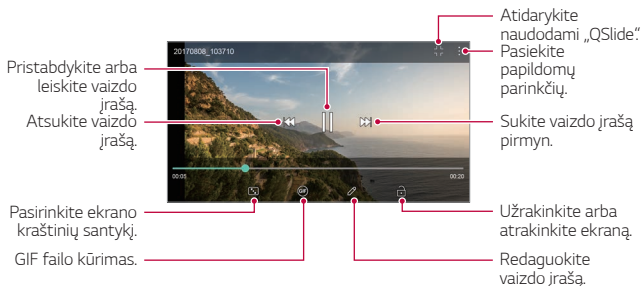 Atidarykite
naudodami „QSlide“.
Pasiekite
papildomų
parinkčių.
20170808_103710
Pristabdykite arba
leiskite vaizdo
įrašą.
Atsukite vaizdo
įrašą.
Sukite vaizdo įrašą
pirmyn.
00:05
00:20
GIF
Pasirinkite ekrano
kraštinių santykį.
GIF failo kūrimas.
Užrakinkite arba
atrakinkite ekraną.
Redaguokite
vaizdo įrašą.